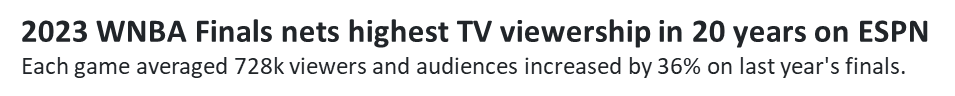 2023 WNBA Finals nets highest TV viewership in 20 years on ESPN
Each game averaged 728k viewers and audiences increased by 36% on last year's finals.